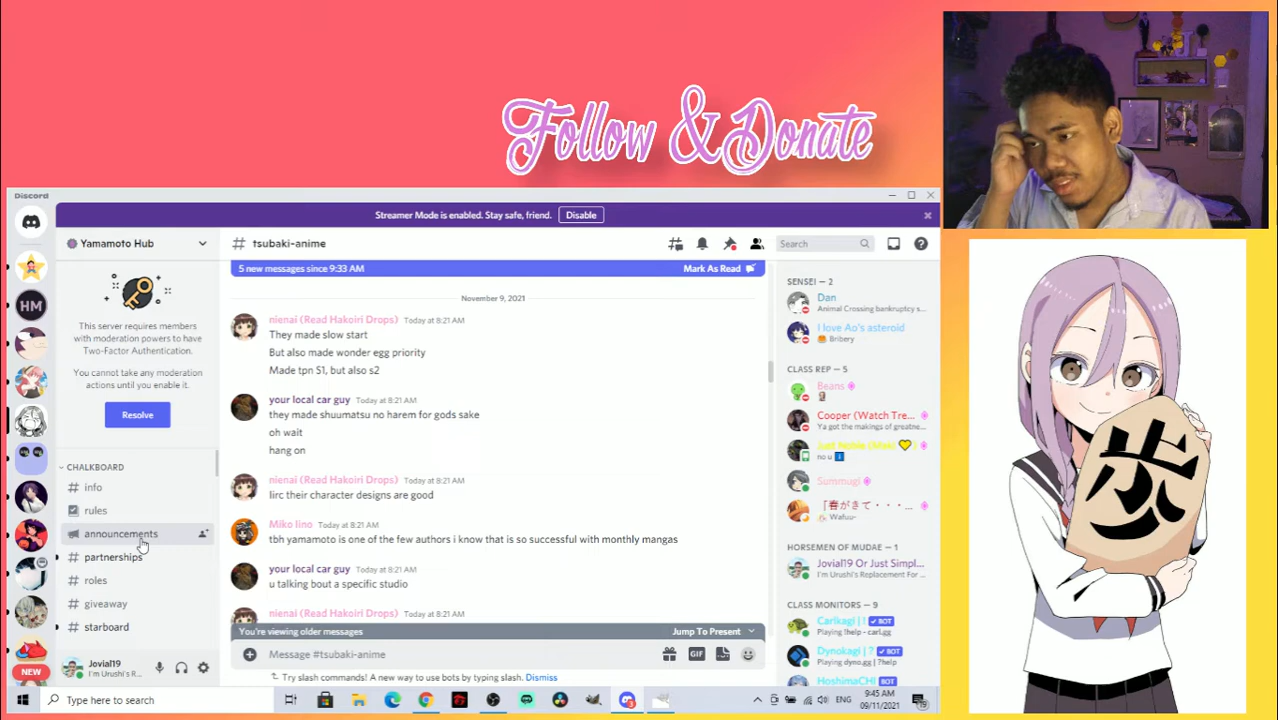 Follow & Donate
Discord
Streamer Mode is enabled. Stay safe, friend.
Disable
Yamamoto Hub
# tsubaki-anime
Search
This server requires members
with moderation powers to have
Two-Factor Authentication.
You cannot take any moderation
actions until you enable it.
Resolve
CHALKBOARD
info
rules
announcements
# partnerships
# roles
# giveaway
# starboard
HM
NEW
Jovial19
I'm Urushi's R...
5 new messages since 9:33 AM
Mark As Read
November 9, 2021
nienai (Read Hakoiri Drops) Today at 8:21 AM
They made slow start
But also made wonder egg priority
Made tpn S1, but also s2
your local car guy Today at 8:21 AM
they made shuumatsu no harem for gods sake
oh wait
hang on
nienai (Read Hakoiri Drops) Today at 8:21 AM
Iirc their character designs are good
Miko Iino Today at 8:21 AM
tbh yamamoto is one of the few authors i know that is so successful with monthly mangas
your local car guy Today at 8:21 AM
u talking bout a specific studio
nienai (Read Hakoiri Drops) Today at 8:21 AM
You're viewing older messages
Jump To Present
Message #tsubaki-anime
GIF
Try slash commands! A new way to use bots by typing slash. Dismiss
SENSEI – 2
Dan
Animal Crossing bankruptcy s...
I love Ao's asteroid
Bribery
CLASS REP – 5
Beans
Cooper (Watch Tre...
Ya got the makings of greatne...
Just Noble (Man)
no u
Summugi
「春がきて・・・...
Wafuu-
HORSEMEN OF MUDAE – 1
Jovial19 Or Just Simpl...
I'm Urushi's Replacement For ...
CLASS MONITORS – 9
Carlkagi | !
BOT
Playing !help - carl.gg
Dynokagi | ?
BOT
Playing dyno.gg | ?help
HoshimaCHI
BOT
歩
Type here to search
ENG
9:45 AM
09/11/2021